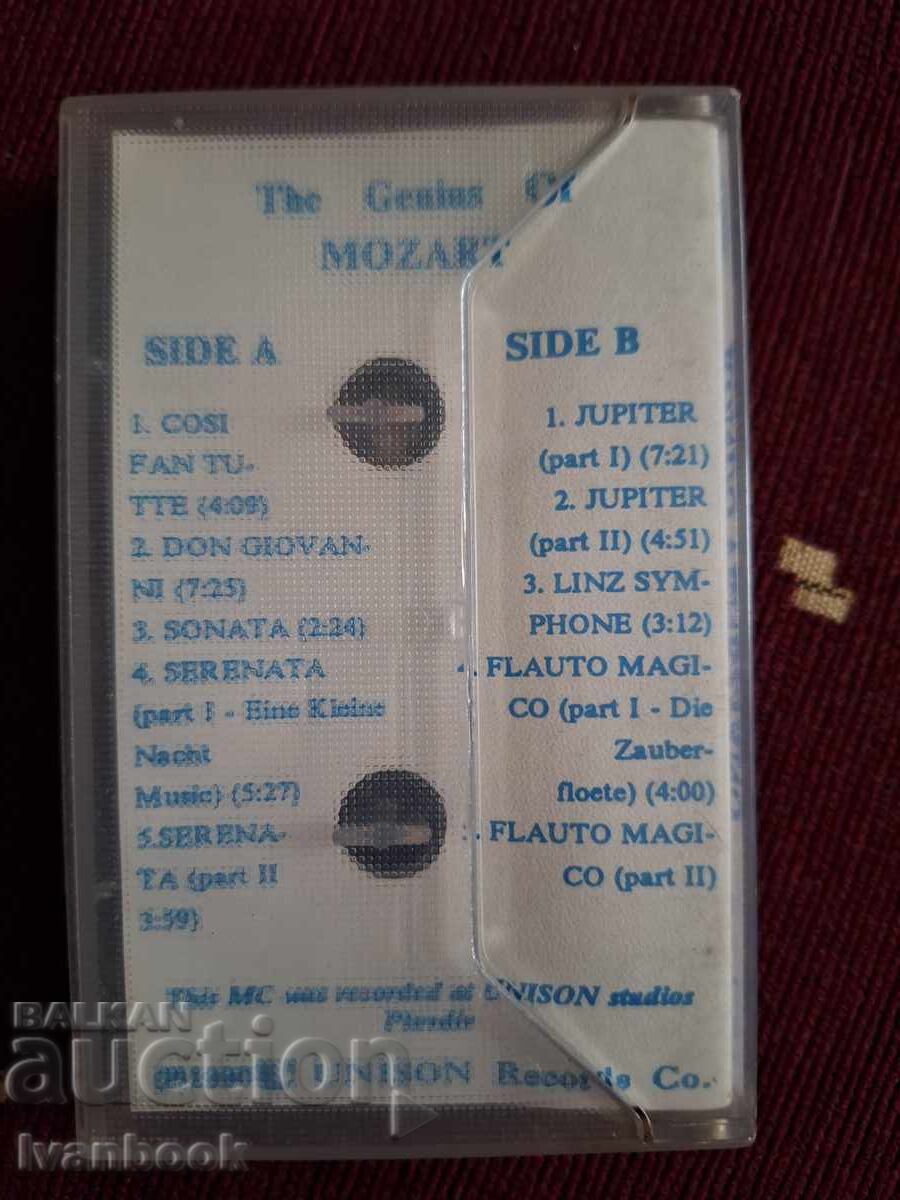 The Genius Of
MOZART
SIDE A
1. COSI
FAN TU-
TTE (4:09)
2. DON GIOVAN-
NI (7:25)
3. SONATA (2:24)
4. SERENATA
(part I - Eine Kleine
Nacht
Music) (5:27)
5.SERENA-
TA (part II
3:59)
SIDE B
1. JUPITER
(part I) (7:21)
2. JUPITER
(part II) (4:51)
3. LINZ SYM-
PHONE (3:12)
4. FLAUTO MAGI-
CO (part I - Die
Zauber-
floete) (4:00)
FLAUTO MAGI-
CO (part II)
This MC was recorded at UNISON studios
Plovdiv
UNISON Records Co.
BALKAN
auction
Ivanbook